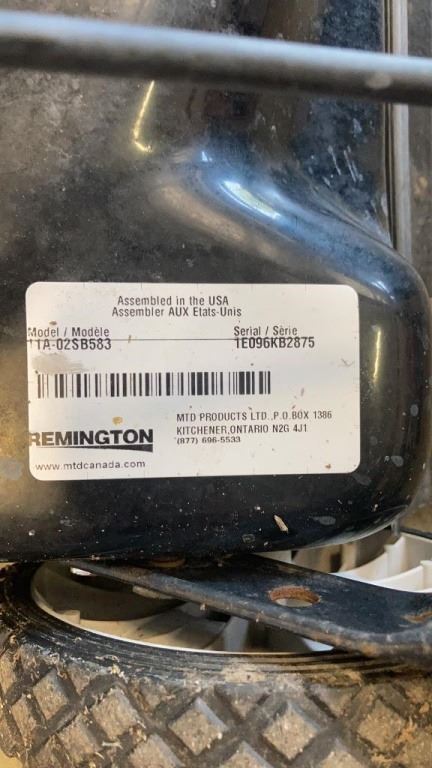 Assembled in the USA
Assembler AUX Etats-Unis
Model / Modèle
11A-02SB583
Serial / Série
1E096KB2875
MTD PRODUCTS LTD.,P.O.BOX 1386
KITCHENER,ONTARIO N2G 4J1
(877) 696-5533
REMINGTON
www.mtdcanada.com